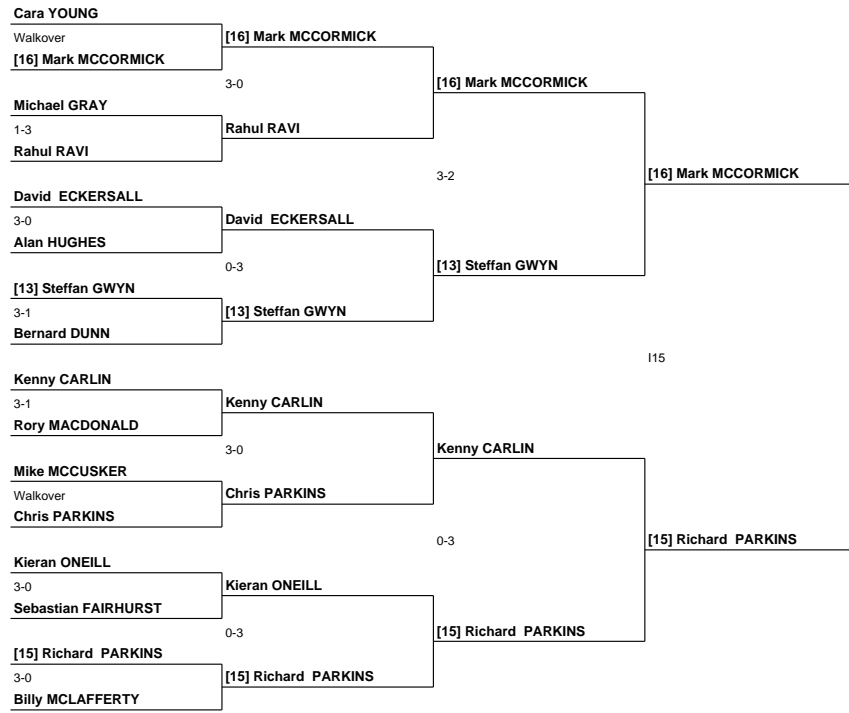 Cara YOUNG
Walkover
[16] Mark MCCORMICK
[16] Mark MCCORMICK
3-0
[16] Mark MCCORMICK
Michael GRAY
1-3
Rahul RAVI
Rahul RAVI
3-2
[16] Mark MCCORMICK
David ECKERSALL
3-0
David ECKERSALL
Alan HUGHES
0-3
[13] Steffan GWYN
[13] Steffan GWYN
3-1
[13] Steffan GWYN
Bernard DUNN
I15
Kenny CARLIN
3-1
Kenny CARLIN
Rory MACDONALD
3-0
Kenny CARLIN
Mike MCCUSKER
Walkover
Chris PARKINS
Chris PARKINS
0-3
[15] Richard PARKINS
Kieran ONEILL
3-0
Kieran ONEILL
Sebastian FAIRHURST
0-3
[15] Richard PARKINS
[15] Richard PARKINS
3-0
[15] Richard PARKINS
Billy MCLAFFERTY